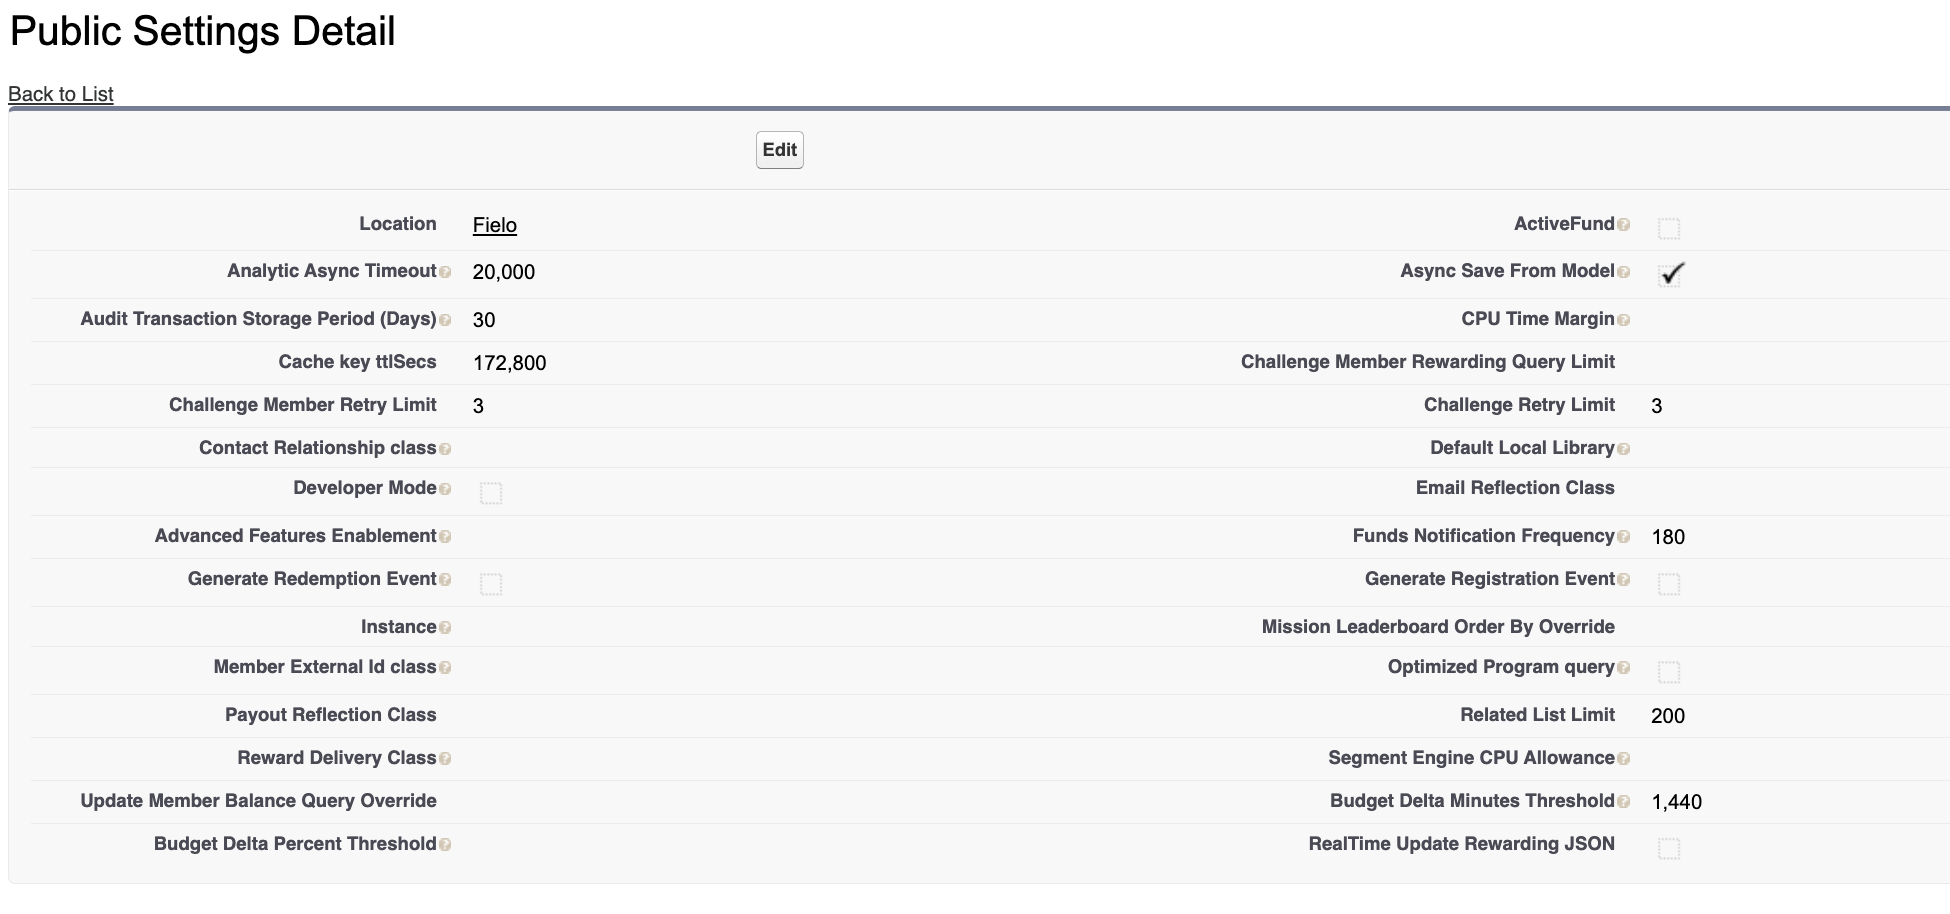 Public Settings Detail
Back to List
Edit
Location Fielo ActiveFund
Analytic Async Timeout 20,000 Async Save From Model
Audit Transaction Storage Period (Days) 30 CPU Time Margin
Cache key ttlSecs 172,800 Challenge Member Rewarding Query Limit
Challenge Member Retry Limit 3 Challenge Retry Limit 3
Contact Relationship class Default Local Library
Developer Mode Email Reflection Class
Advanced Features Enablement Funds Notification Frequency 180
Generate Redemption Event Generate Registration Event
Instance Mission Leaderboard Order By Override
Member External Id class Optimized Program query
Payout Reflection Class Related List Limit 200
Reward Delivery Class Segment Engine CPU Allowance
Update Member Balance Query Override Budget Delta Minutes Threshold 1,440
Budget Delta Percent Threshold RealTime Update Rewarding JSON